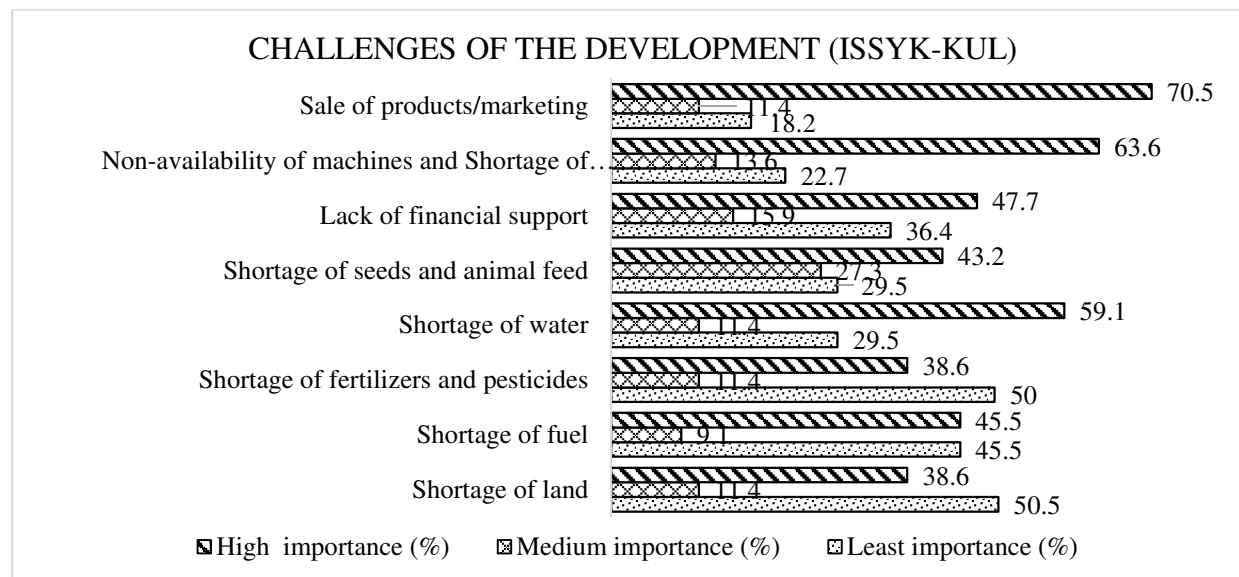 CHALLENGES OF THE DEVELOPMENT (ISSYK-KUL)
Sale of products/marketing
70.5
11.4
18.2
Non-availability of machines and Shortage of…
63.6
13.6
22.7
Lack of financial support
47.7
15.9
36.4
Shortage of seeds and animal feed
43.2
27.3
29.5
Shortage of water
59.1
11.4
29.5
Shortage of fertilizers and pesticides
38.6
11.4
50
Shortage of fuel
45.5
9.1
45.5
Shortage of land
38.6
11.4
50.5
High importance (%) Medium importance (%) Least importance (%)